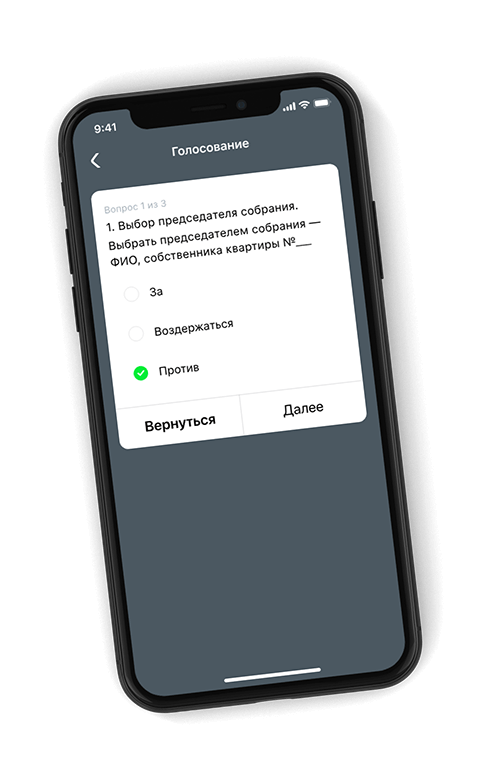 9:41
Голосование
Вопрос 1 из 3
1. Выбор председателя собрания.
Выбрать председателем собрания —
ФИО, собственника квартиры №___
За
Воздержаться
Против
Вернуться
Далее